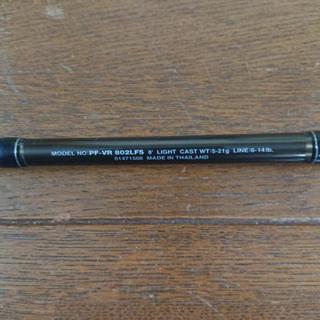 MODEL NO:PF-VR 802LFS 8' LIGHT CAST WT:5-21g LINE:6-14lb.
01471506 MADE IN THAILAND